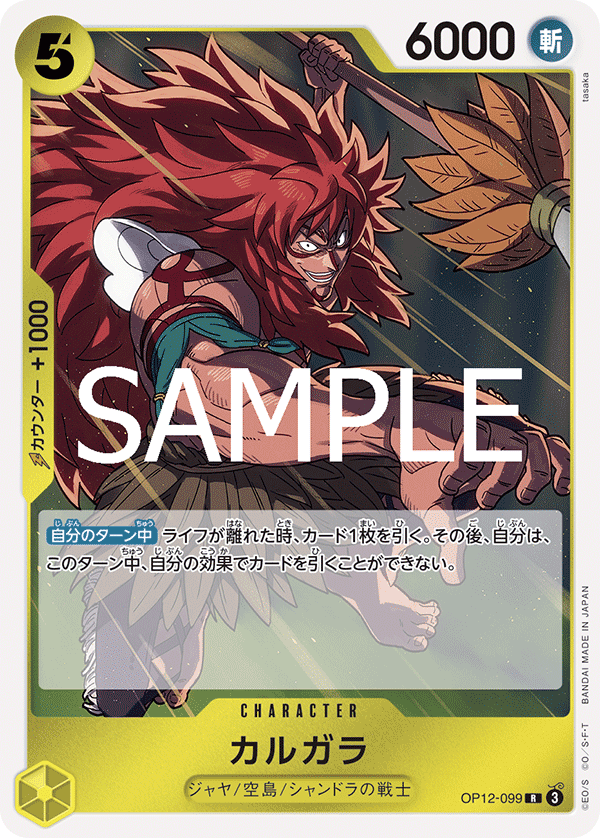 5
6000
斬
tasaka
カウンター +1000
SAMPLE
自分のターン中 ライフが離れた時、カード1枚を引く。その後、自分は、
このターン中、自分の効果でカードを引くことができない。
CHARACTER
カルガラ
ジャヤ/空島/シャンドラの戦士
OP12-099 R 3
©EO/S ©O/S・F・T BANDAI MADE IN JAPAN